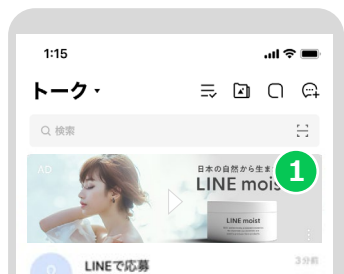 1:15
トーク
検索
AD
日本の自然から生ま
LINE mois
1
LINE moist
LINEで応募
3分前